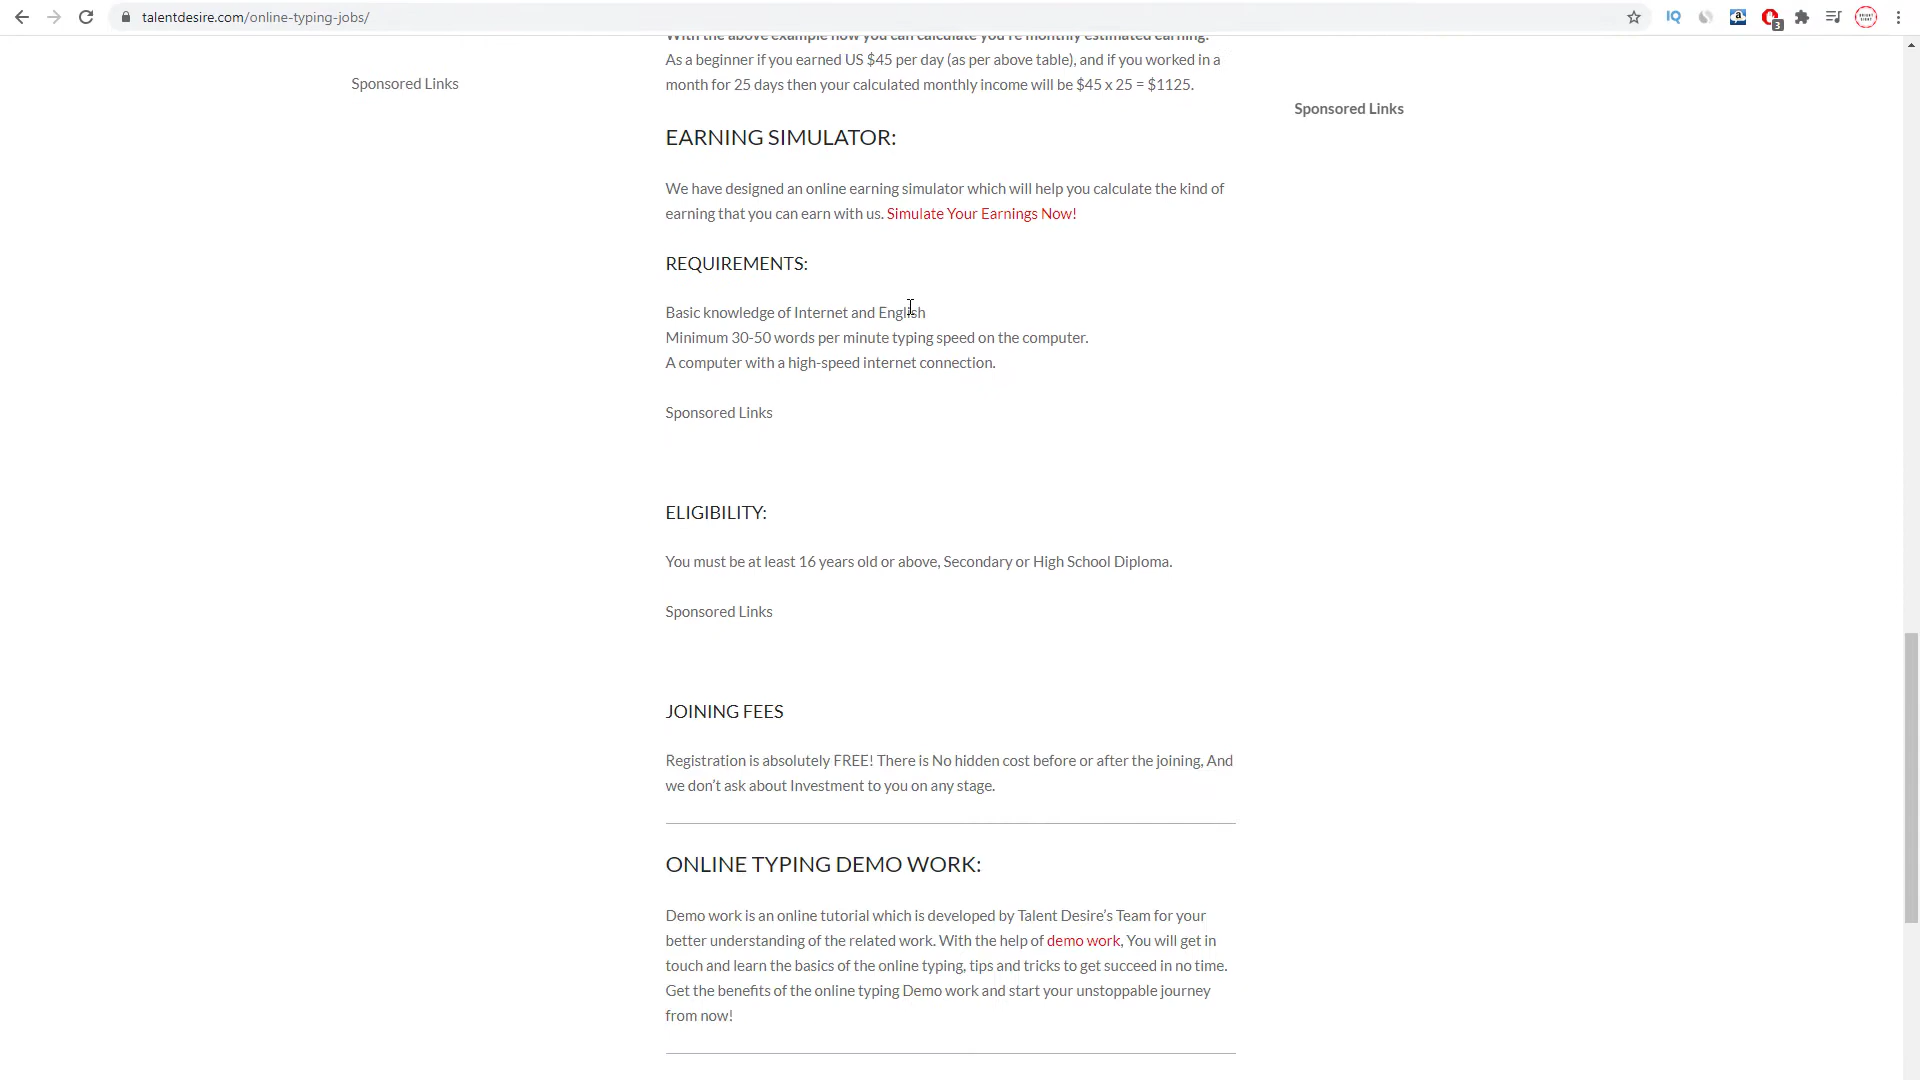 talentdesire.com/online-typing-jobs/
IQ
a
3
With the above example now you can calculate you're monthly estimated earning.
As a beginner if you earned US $45 per day (as per above table), and if you worked in a
month for 25 days then your calculated monthly income will be $45 x 25 = $1125.
Sponsored Links
Sponsored Links
EARNING SIMULATOR:
We have designed an online earning simulator which will help you calculate the kind of
earning that you can earn with us. Simulate Your Earnings Now!
REQUIREMENTS:
Basic knowledge of Internet and English
Minimum 30-50 words per minute typing speed on the computer.
A computer with a high-speed internet connection.
Sponsored Links
ELIGIBILITY:
You must be at least 16 years old or above, Secondary or High School Diploma.
Sponsored Links
JOINING FEES
Registration is absolutely FREE! There is No hidden cost before or after the joining, And
we don’t ask about Investment to you on any stage.
ONLINE TYPING DEMO WORK:
Demo work is an online tutorial which is developed by Talent Desire’s Team for your
better understanding of the related work. With the help of demo work, You will get in
touch and learn the basics of the online typing, tips and tricks to get succeed in no time.
Get the benefits of the online typing Demo work and start your unstoppable journey
from now!